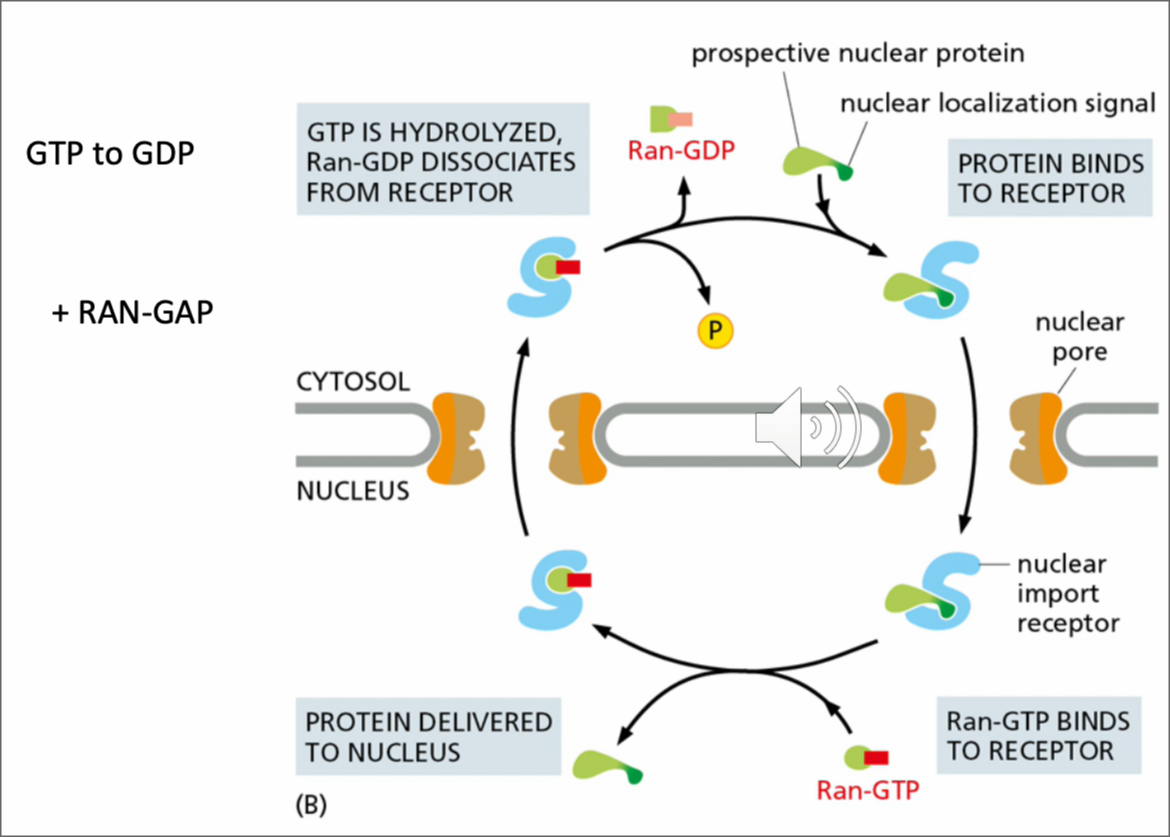 prospective nuclear protein
nuclear localization signal
GTP to GDP
GTP IS HYDROLYZED,
Ran-GDP DISSOCIATES
FROM RECEPTOR
Ran-GDP
PROTEIN BINDS
TO RECEPTOR
+ RAN-GAP
P
nuclear
pore
CYTOSOL
NUCLEUS
nuclear
import
receptor
PROTEIN DELIVERED
TO NUCLEUS
Ran-GTP BINDS
TO RECEPTOR
Ran-GTP
(B)